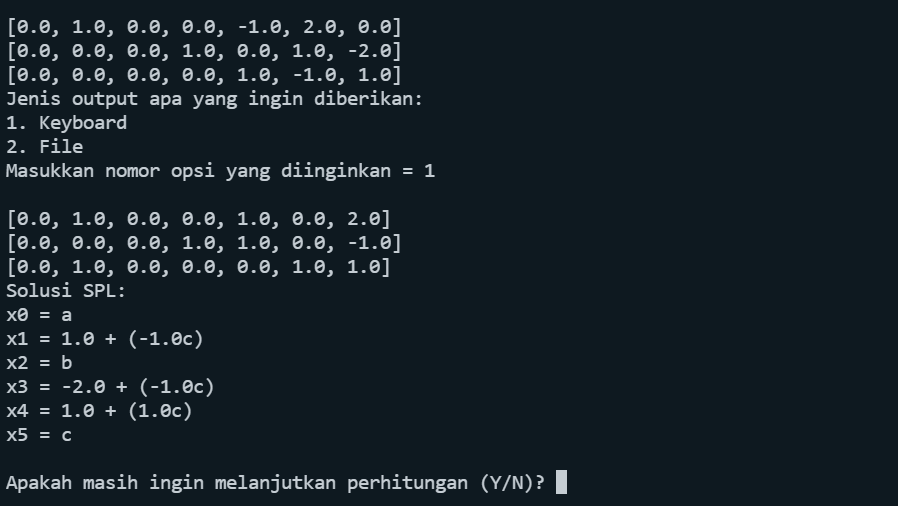 [0.0, 1.0, 0.0, 0.0, -1.0, 2.0, 0.0]
[0.0, 0.0, 0.0, 1.0, 0.0, 1.0, -2.0]
[0.0, 0.0, 0.0, 0.0, 1.0, -1.0, 1.0]
Jenis output apa yang ingin diberikan:
1. Keyboard
2. File
Masukkan nomor opsi yang diinginkan = 1
[0.0, 1.0, 0.0, 0.0, 1.0, 0.0, 2.0]
[0.0, 0.0, 0.0, 1.0, 1.0, 0.0, -1.0]
[0.0, 1.0, 0.0, 0.0, 0.0, 1.0, 1.0]
Solusi SPL:
x0 = a
x1 = 1.0 + (-1.0c)
x2 = b
x3 = -2.0 + (-1.0c)
x4 = 1.0 + (1.0c)
x5 = c
Apakah masih ingin melanjutkan perhitungan (Y/N)?